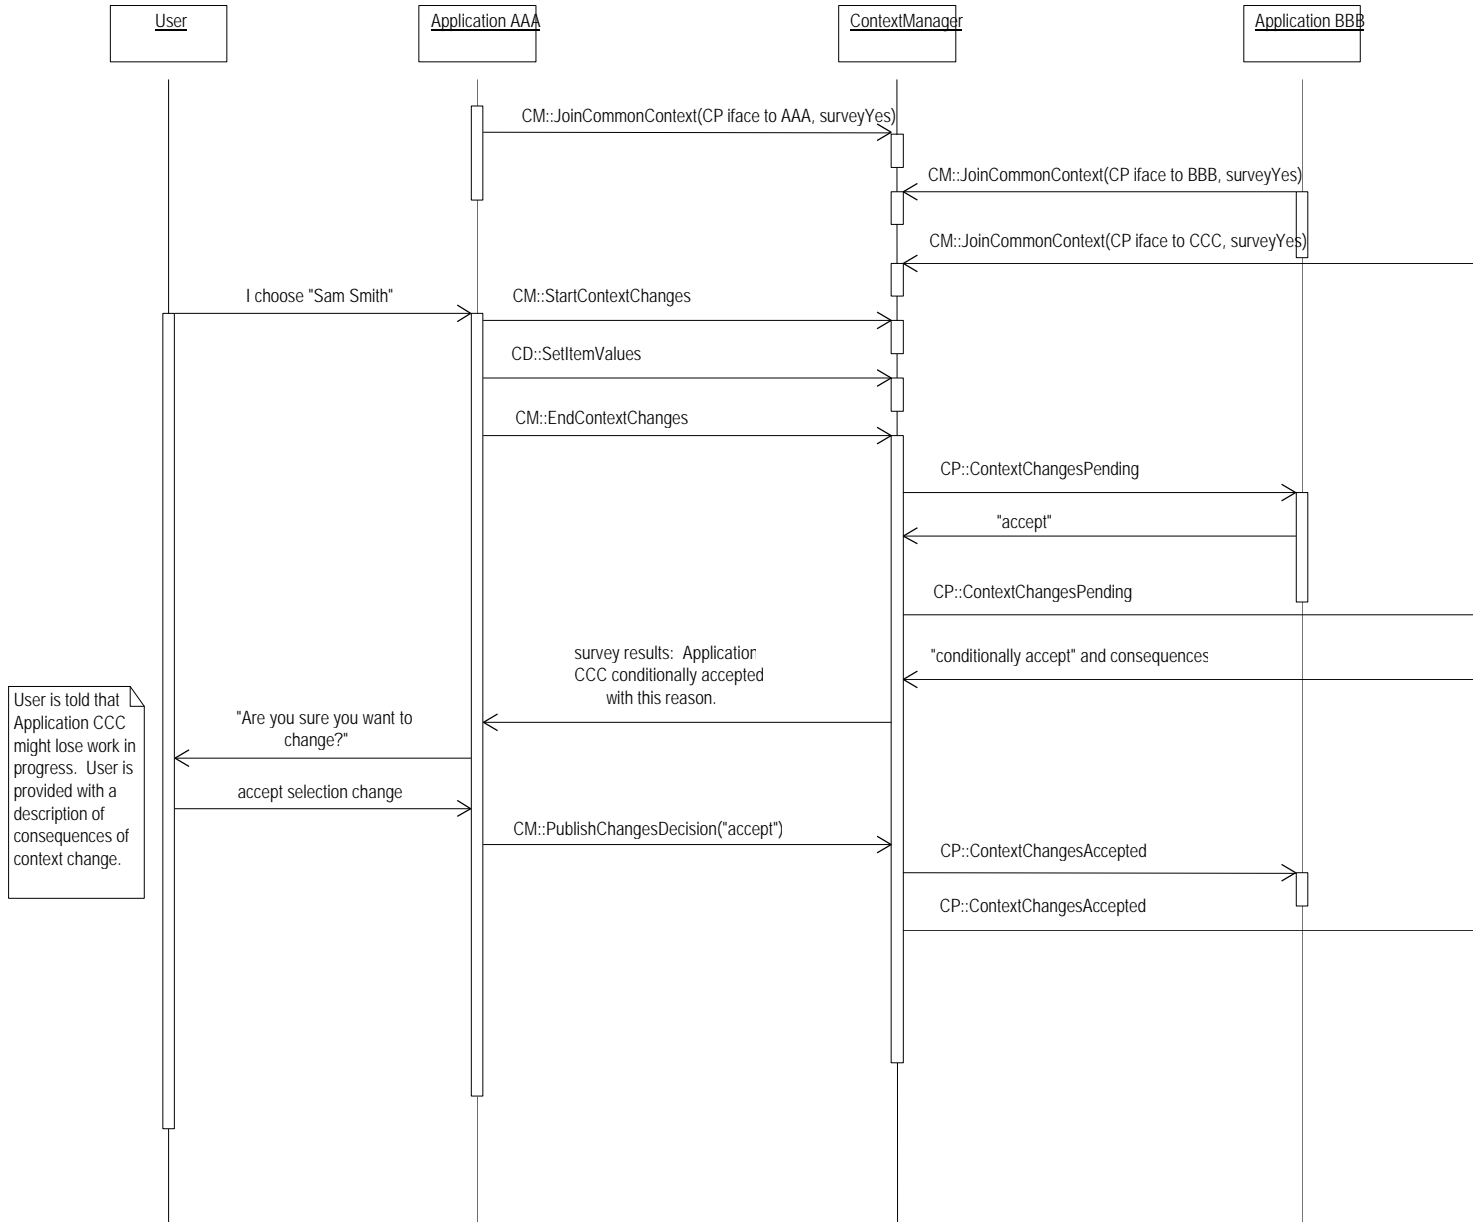 User
Application AAA
ContextManager
Application BBB
CM::JoinCommonContext(CP iface to AAA, surveyYes)
CM::JoinCommonContext(CP iface to BBB, surveyYes)
CM::JoinCommonContext(CP iface to CCC, surveyYes)
I choose "Sam Smith"
CM::StartContextChanges
CD::SetItemValues
CM::EndContextChanges
CP::ContextChangesPending
"accept"
CP::ContextChangesPending
survey results: Application
CCC conditionally accepted
with this reason.
"conditionally accept" and consequences
User is told that
Application CCC
might lose work in
progress. User is
provided with a
description of
consequences of
context change.
"Are you sure you want to
change?"
accept selection change
CM::PublishChangesDecision("accept")
CP::ContextChangesAccepted
CP::ContextChangesAccepted